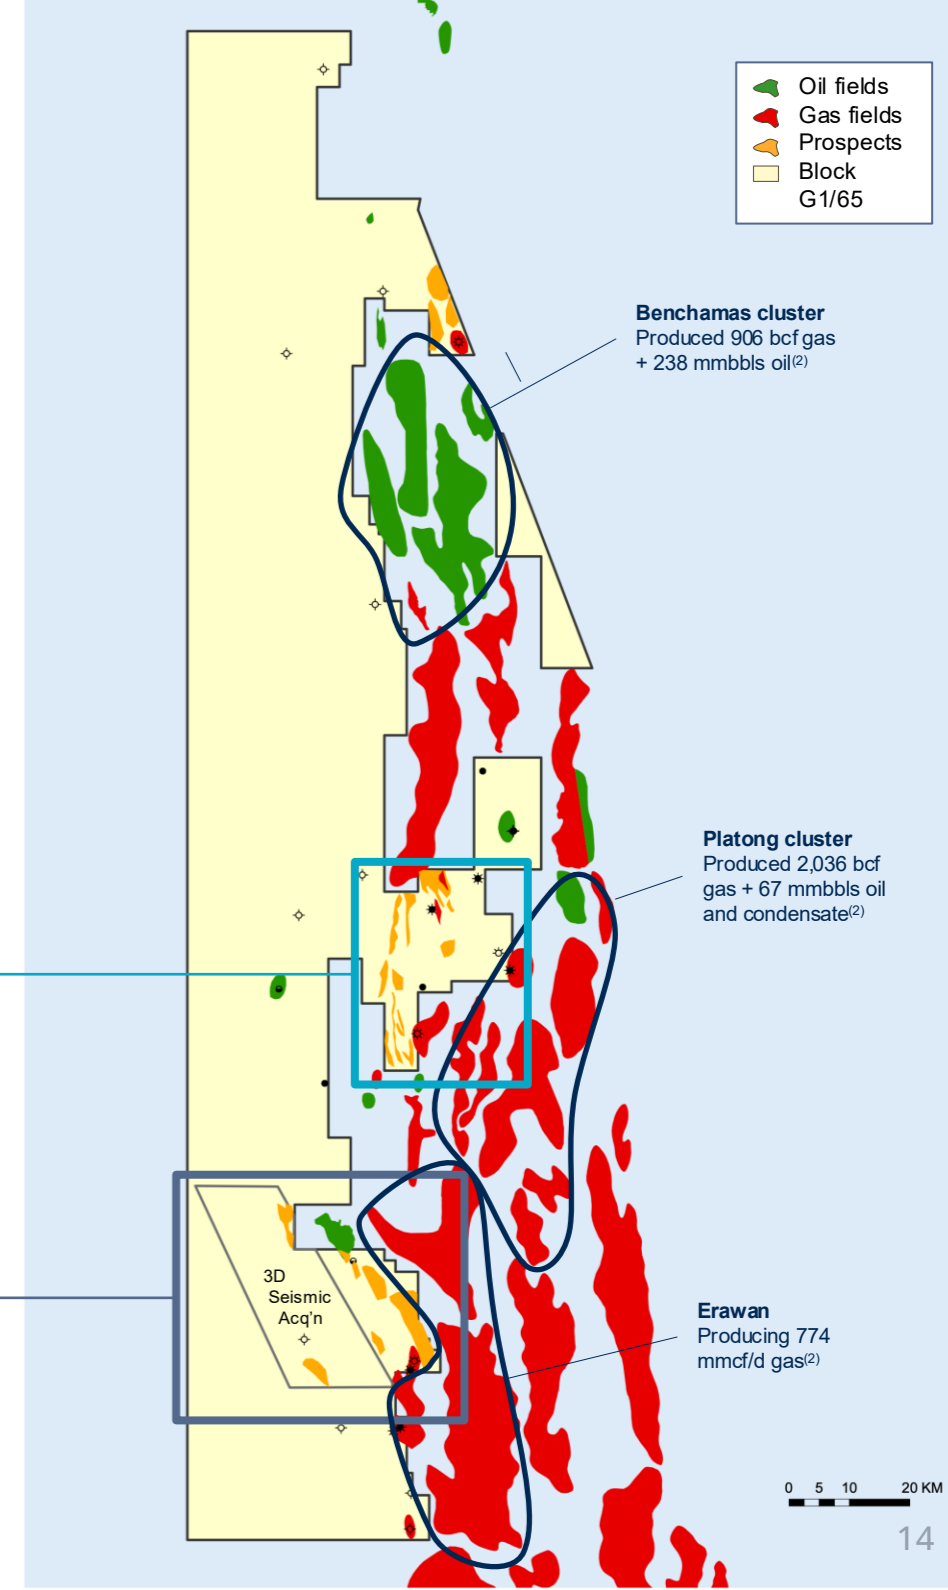 Oil fields
Gas fields
Prospects
Block
G1/65
Benchamas cluster
Produced 906 bcf gas
+ 238 mmbbls oil(2)
Platong cluster
Produced 2,036 bcf
gas + 67 mmbbls oil
and condensate(2)
3D
Seismic
Acq'n
Erawan
Producing 774
mmcf/d gas(2)
0 5 10 20 KM
14